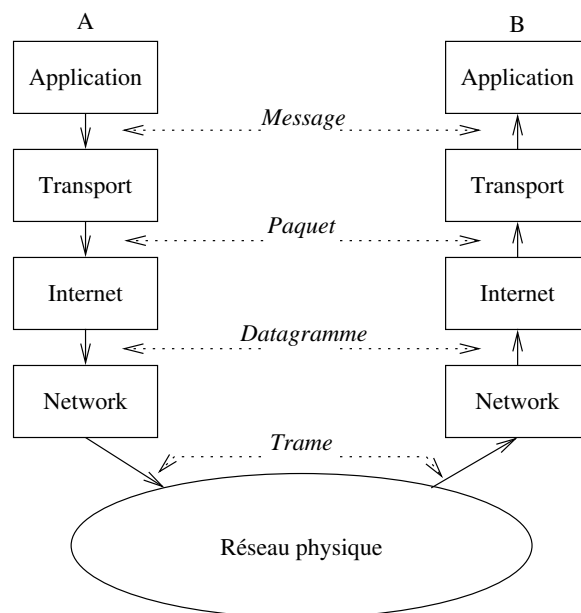 A B
Application Application
Message
Transport Transport
Paquet
Internet Internet
Datagramme
Network Network
Trame
Réseau physique